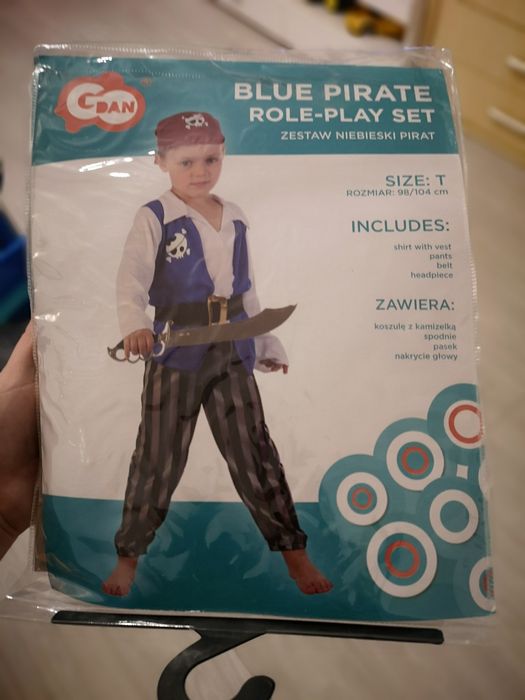 GDAN
BLUE PIRATE
ROLE-PLAY SET
ZESTAW NIEBIESKI PIRAT
SIZE: T
ROZMIAR: 98/104 cm
INCLUDES:
shirt with vest
pants
belt
headpiece
ZAWIERA:
koszulę z kamizelką
spodnie
pasek
nakrycie głowy